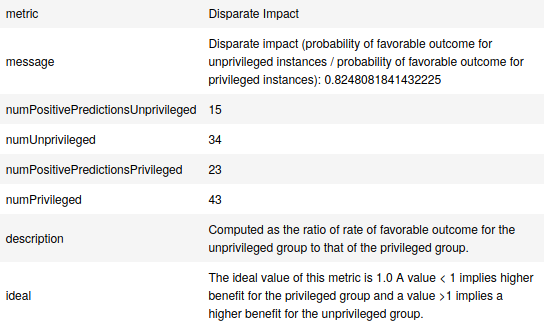 metric Disparate Impact
message Disparate impact (probability of favorable outcome for
unprivileged instances / probability of favorable outcome for
privileged instances): 0.8248081841432225
numPositivePredictionsUnprivileged 15
numUnprivileged 34
numPositivePredictionsPrivileged 23
numPrivileged 43
description Computed as the ratio of rate of favorable outcome for the
unprivileged group to that of the privileged group.
ideal The ideal value of this metric is 1.0 A value < 1 implies higher
benefit for the privileged group and a value >1 implies a
higher benefit for the unprivileged group.